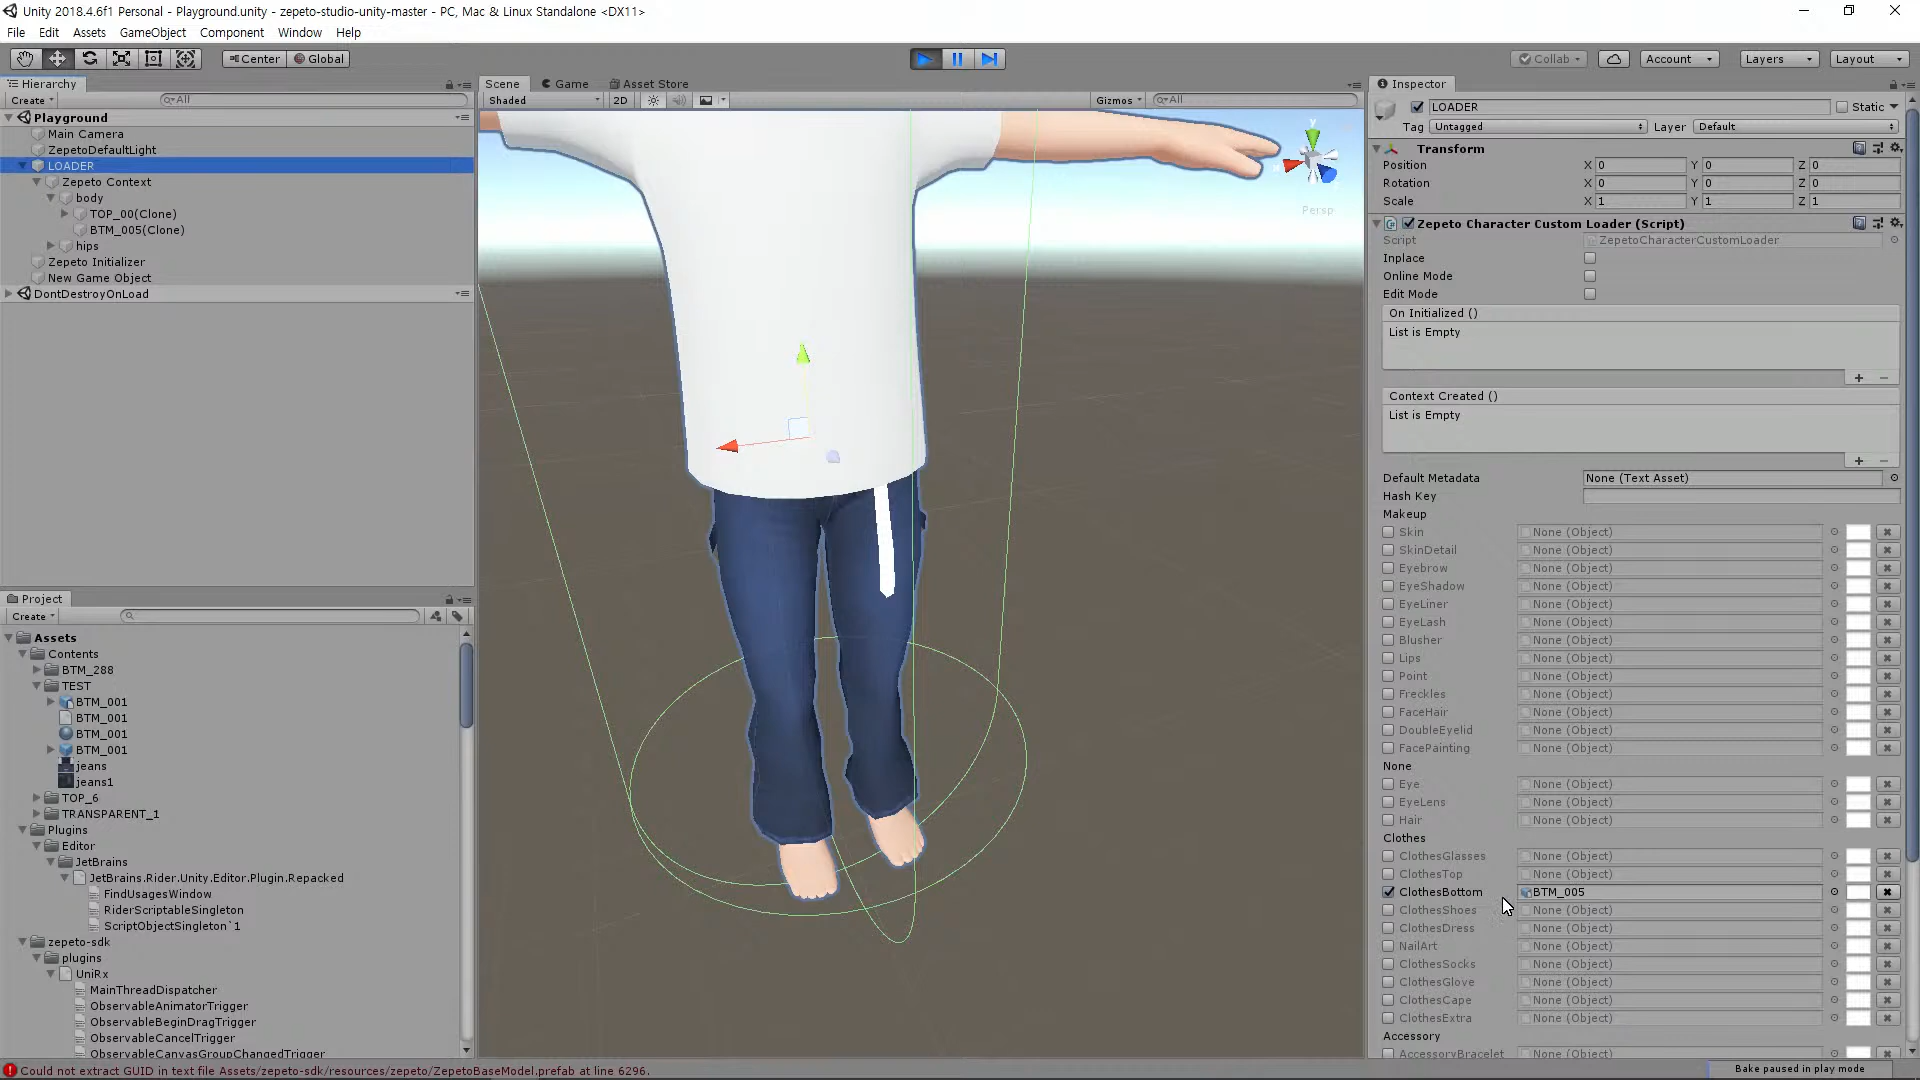 Unity 2018.4.6f1 Personal - Playground.unity - zepeto-studio-unity-master - PC, Mac & Linux Standalone <DX11>
File Edit Assets GameObject Component Window Help
Center Global Collab Account Layers Layout
Hierarchy
Create All
Playground
Main Camera
ZepetoDefaultLight
LOADER
Zepeto Context
body
TOP_00(Clone)
BTM_005(Clone)
hips
Zepeto Initializer
New Game Object
DontDestroyOnLoad
Project
Create
Assets
Contents
BTM_288
TEST
BTM_001
BTM_001
BTM_001
BTM_001
jeans
jeans1
TOP_6
TRANSPARENT_1
Plugins
Editor
JetBrains
JetBrains.Rider.Unity.Editor.Plugin.Repacked
FindUsagesWindow
RiderScriptableSingleton
ScriptObjectSingleton`1
zepeto-sdk
plugins
UniRx
MainThreadDispatcher
ObservableAnimatorTrigger
ObservableBeginDragTrigger
ObservableCancelTrigger
ObservableCanvasGroupChangedTrigger
Scene Game Asset Store
Shaded 2D Gizmos All
y
Persp
Inspector
LOADER Static
Tag Untagged Layer Default
Transform
Position X 0 Y 0 Z 0
Rotation X 0 Y 0 Z 0
Scale X 1 Y 1 Z 1
Zepeto Character Custom Loader (Script)
Script ZepetoCharacterCustomLoader
Inplace
Online Mode
Edit Mode
On Initialized ()
List is Empty
Context Created ()
List is Empty
Default Metadata None (Text Asset)
Hash Key
Makeup
Skin None (Object)
SkinDetail None (Object)
Eyebrow None (Object)
EyeShadow None (Object)
EyeLiner None (Object)
EyeLash None (Object)
Blusher None (Object)
Lips None (Object)
Point None (Object)
Freckles None (Object)
FaceHair None (Object)
DoubleEyelid None (Object)
FacePainting None (Object)
None
Eye None (Object)
EyeLens None (Object)
Hair None (Object)
Clothes
ClothesGlasses None (Object)
ClothesTop None (Object)
ClothesBottom BTM_005
ClothesShoes None (Object)
ClothesDress None (Object)
NailArt None (Object)
ClothesSocks None (Object)
ClothesGlove None (Object)
ClothesCape None (Object)
ClothesExtra None (Object)
Accessory
AccessoryBracelet None (Object)
Could not extract GUID in text file Assets/zepeto-sdk/resources/zepeto/ZepetoBaseModel.prefab at line 6296.
Bake paused in play mode